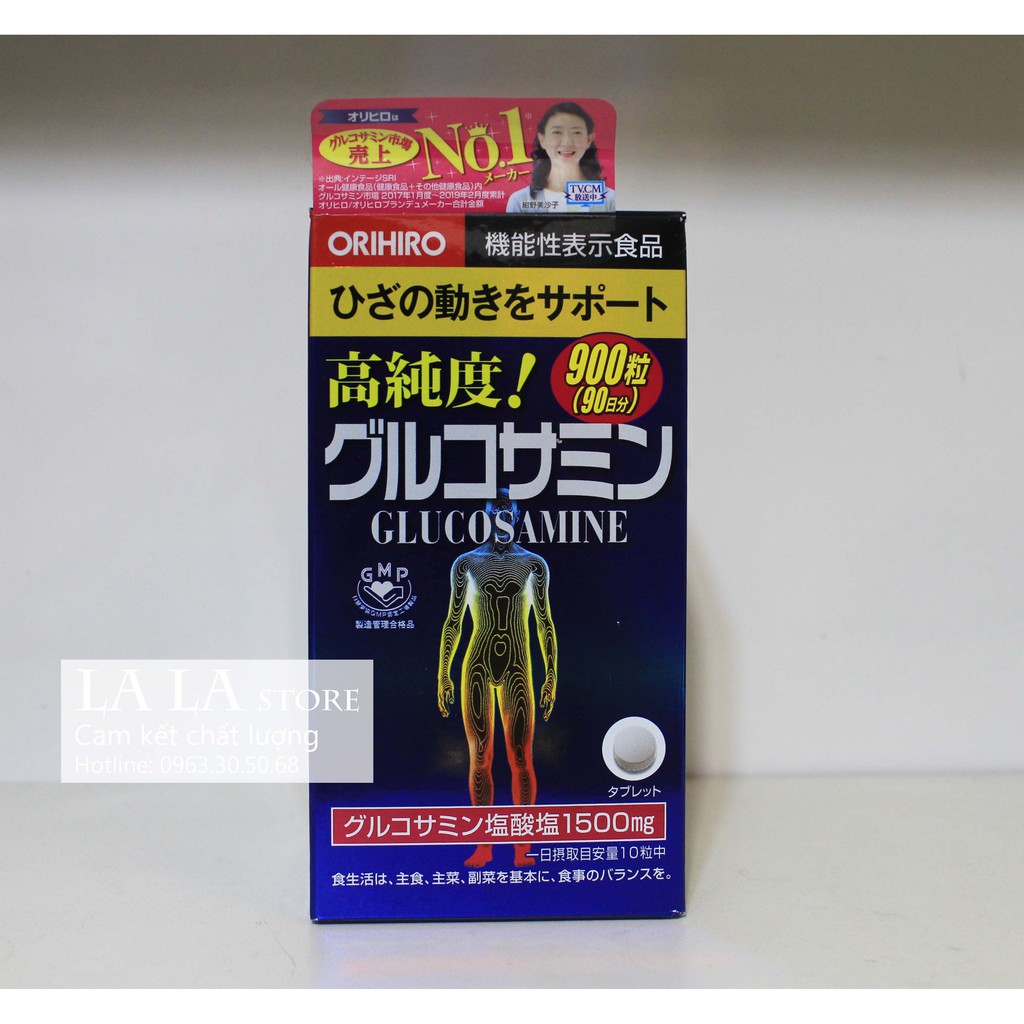 オリヒロは
グルコサミン市場
売上
No.1
メーカー
※
※出典:インテージSRI
オール健康食品(健康食品+その他健康食品)内
グルコサミン市場 2017年1月度~2019年2月度累計
オリヒロ/オリヒロプランデュメーカー合計金額
紺野美沙子
TV.CM
放送中
ORIHIRO 機能性表示食品
ひざの動きをサポート
高純度!
900粒
(90日分)
グルコサミン
GLUCOSAMINE
GMP
製造管理合格品
LA LA STORE
Cam kết chất lượng
Hotline: 0963.30.50.68
タブレット
グルコサミン塩酸塩1500mg
一日摂取目安量10粒中
食生活は、主食、主菜、副菜を基本に、食事のバランスを。